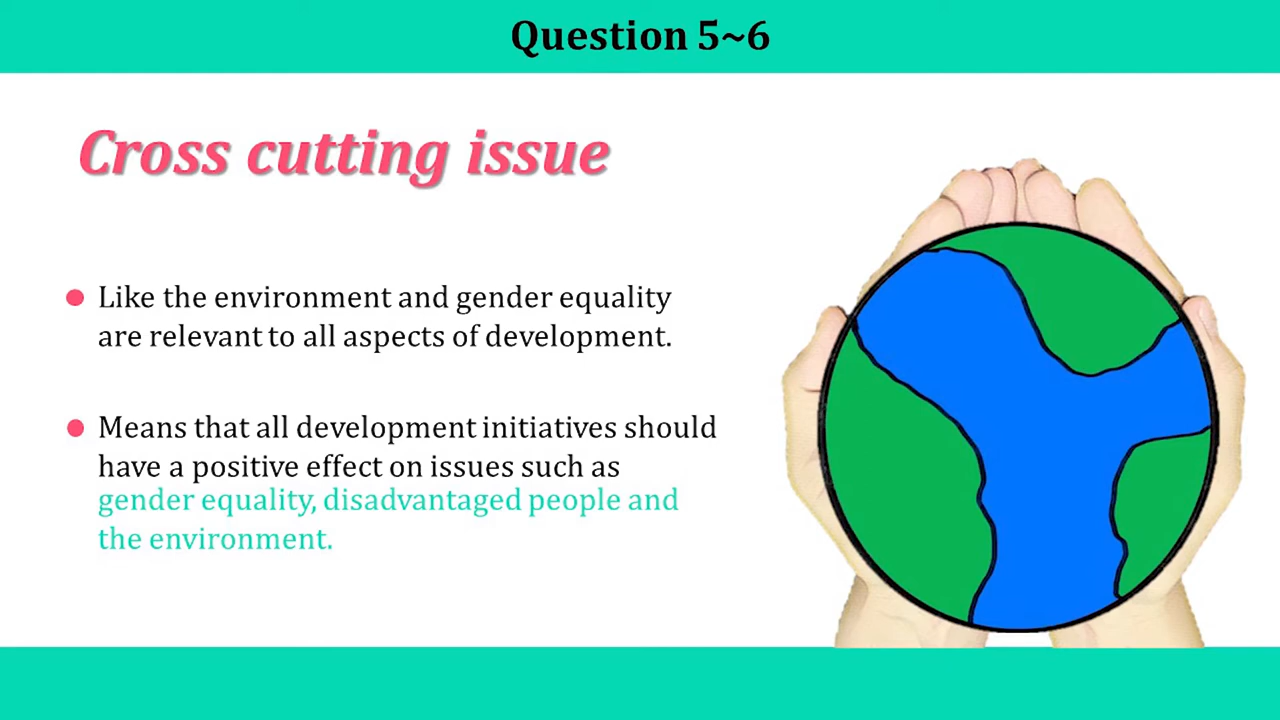 Question 5~6
Cross cutting issue
Like the environment and gender equality
are relevant to all aspects of development.
Means that all development initiatives should
have a positive effect on issues such as
gender equality, disadvantaged people and
the environment.